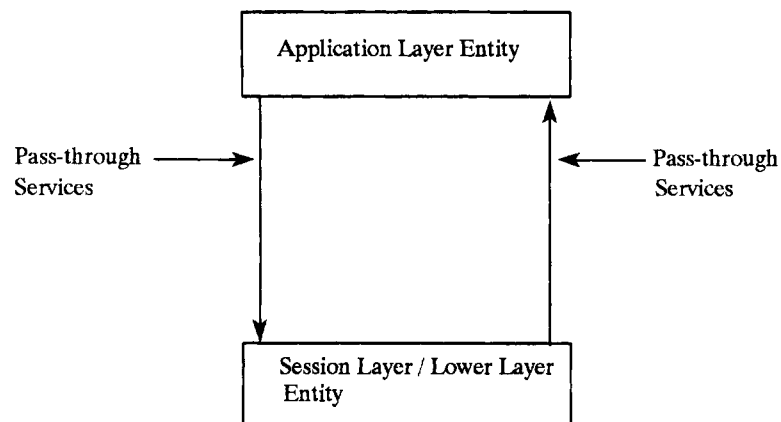 Application Layer Entity
Pass-through
Services
Pass-through
Services
Session Layer / Lower Layer
Entity